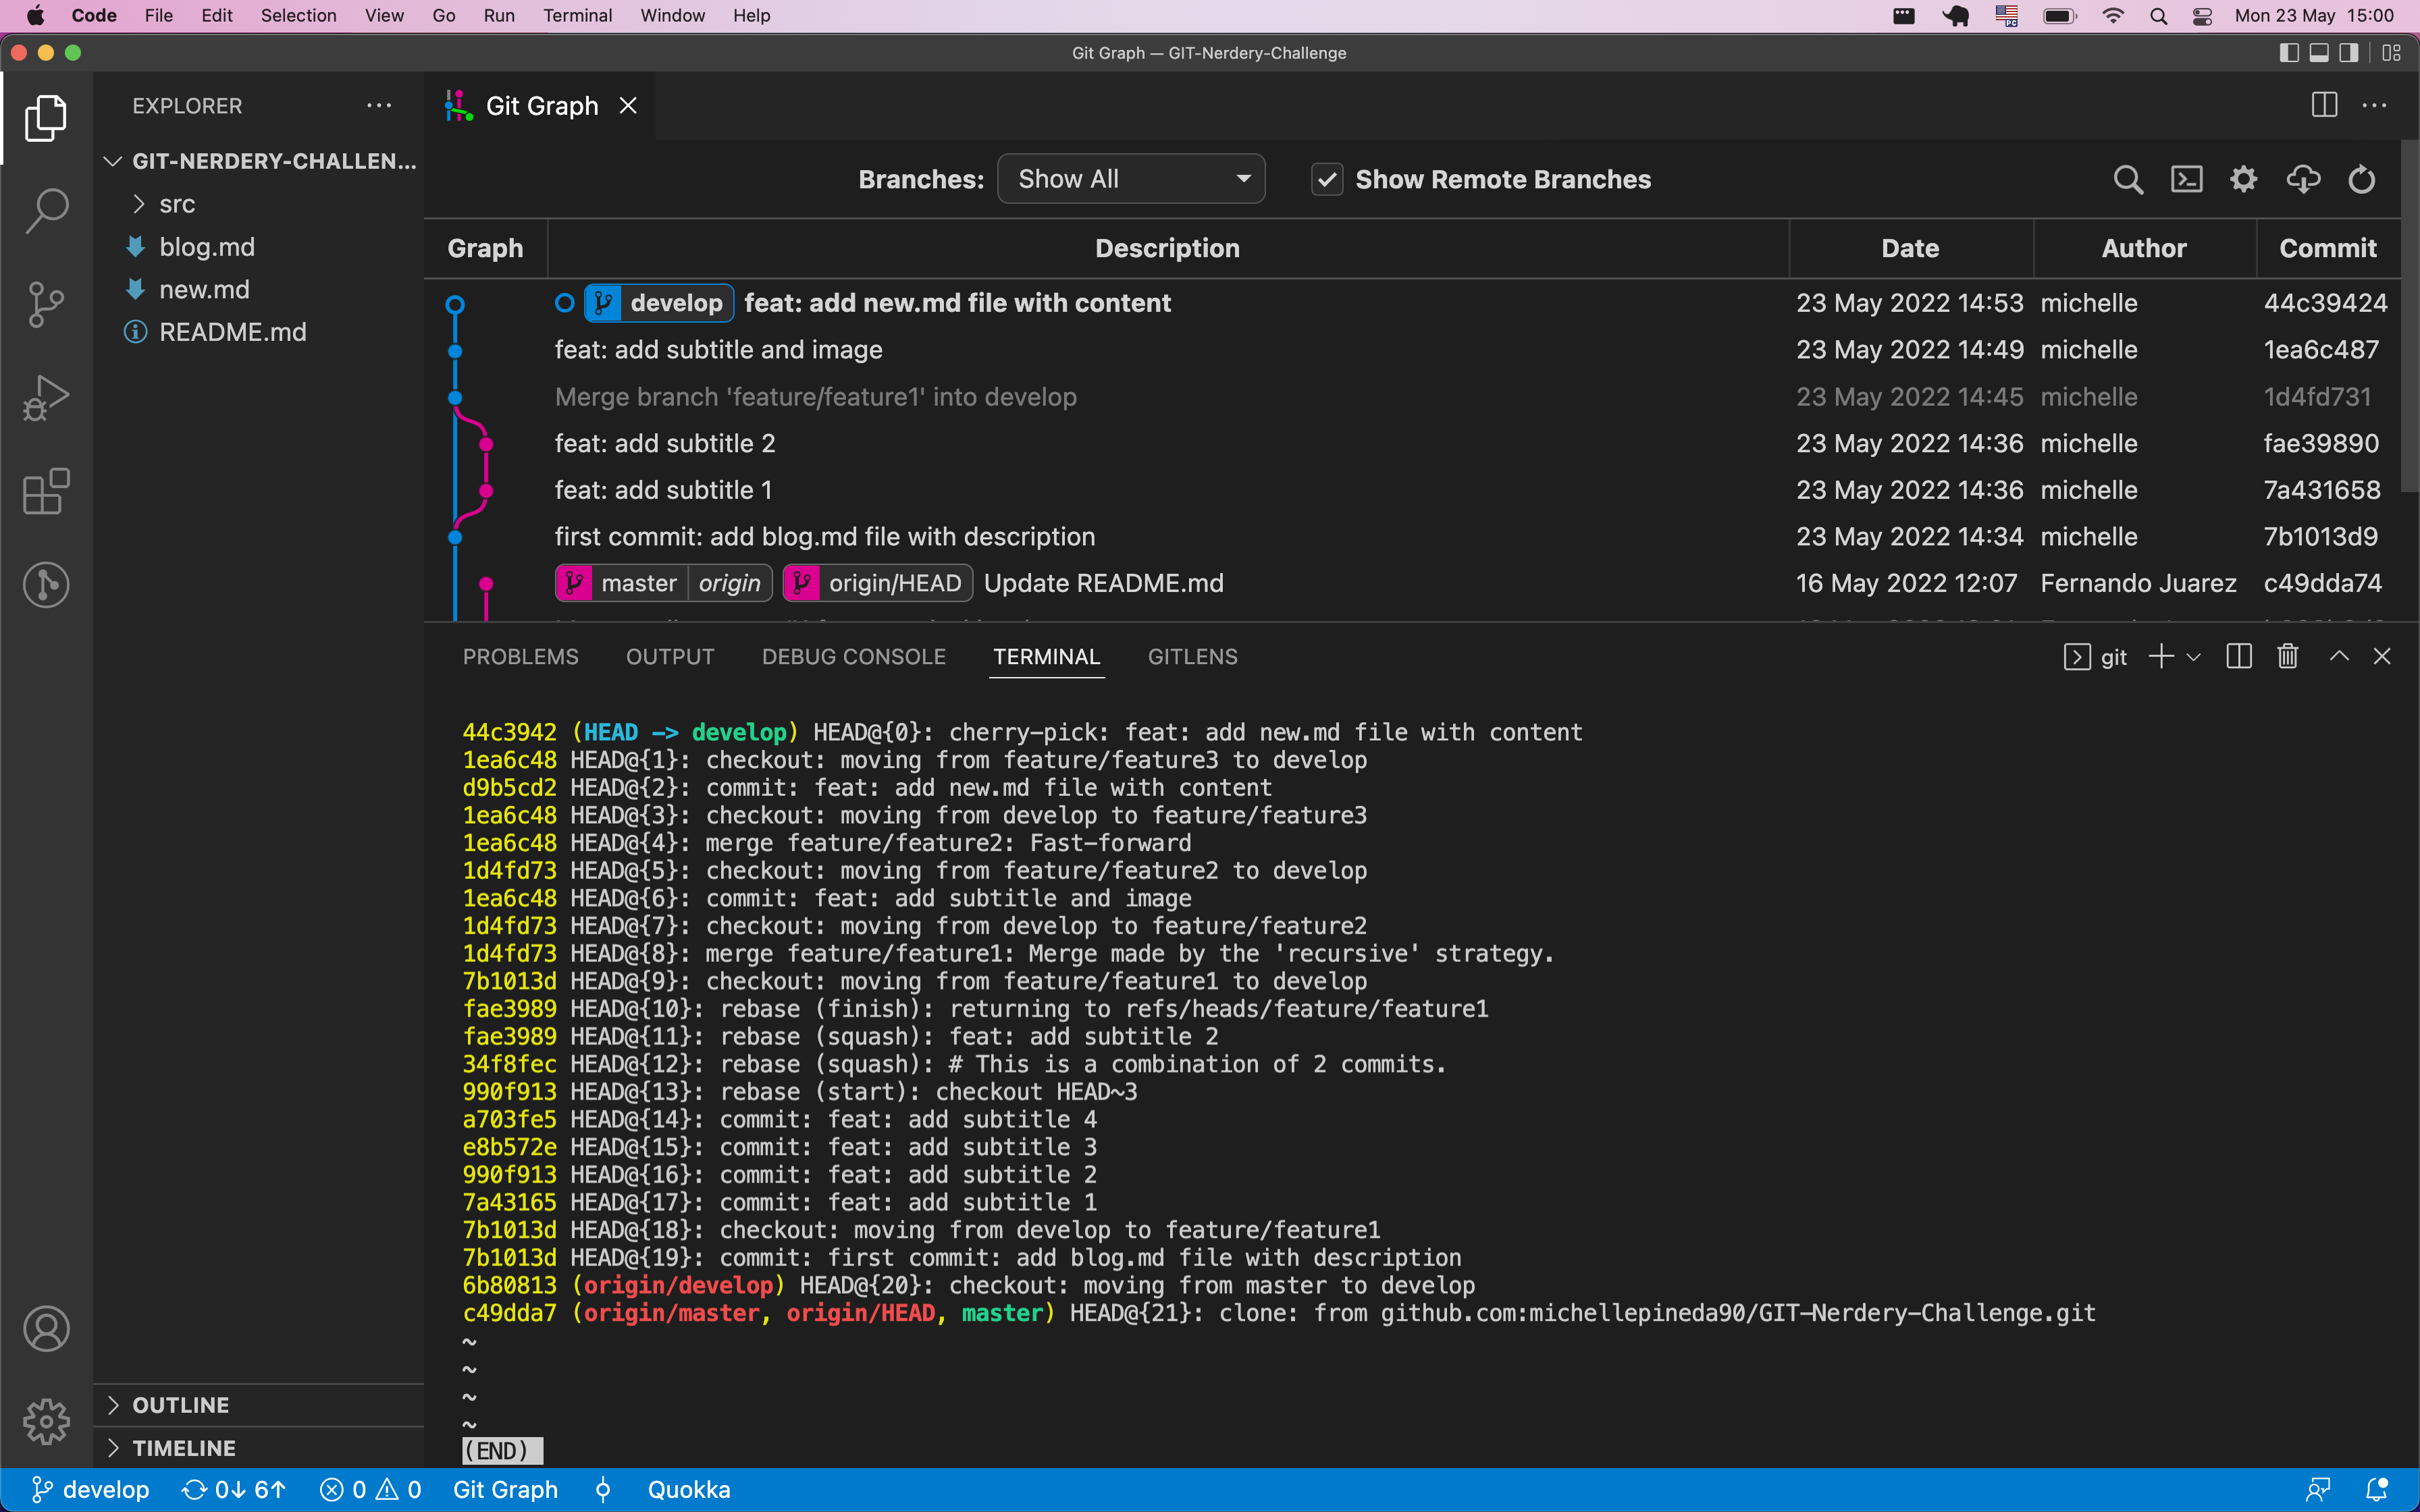 Code File Edit Selection View Go Run Terminal Window Help PC Mon 23 May 15:00
Git Graph — GIT-Nerdery-Challenge
EXPLORER
Git Graph
GIT-NERDERY-CHALLEN...
src
blog.md
new.md
README.md
Branches: Show All Show Remote Branches
Graph Description Date Author Commit
develop feat: add new.md file with content 23 May 2022 14:53 michelle 44c39424
feat: add subtitle and image 23 May 2022 14:49 michelle 1ea6c487
Merge branch 'feature/feature1' into develop 23 May 2022 14:45 michelle 1d4fd731
feat: add subtitle 2 23 May 2022 14:36 michelle fae39890
feat: add subtitle 1 23 May 2022 14:36 michelle 7a431658
first commit: add blog.md file with description 23 May 2022 14:34 michelle 7b1013d9
master origin origin/HEAD Update README.md 16 May 2022 12:07 Fernando Juarez c49dda74
PROBLEMS OUTPUT DEBUG CONSOLE TERMINAL GITLENS git
44c3942 (HEAD -> develop) HEAD@{0}: cherry-pick: feat: add new.md file with content
1ea6c48 HEAD@{1}: checkout: moving from feature/feature3 to develop
d9b5cd2 HEAD@{2}: commit: feat: add new.md file with content
1ea6c48 HEAD@{3}: checkout: moving from develop to feature/feature3
1ea6c48 HEAD@{4}: merge feature/feature2: Fast-forward
1d4fd73 HEAD@{5}: checkout: moving from feature/feature2 to develop
1ea6c48 HEAD@{6}: commit: feat: add subtitle and image
1d4fd73 HEAD@{7}: checkout: moving from develop to feature/feature2
1d4fd73 HEAD@{8}: merge feature/feature1: Merge made by the 'recursive' strategy.
7b1013d HEAD@{9}: checkout: moving from feature/feature1 to develop
fae3989 HEAD@{10}: rebase (finish): returning to refs/heads/feature/feature1
fae3989 HEAD@{11}: rebase (squash): feat: add subtitle 2
34f8fec HEAD@{12}: rebase (squash): # This is a combination of 2 commits.
990f913 HEAD@{13}: rebase (start): checkout HEAD~3
a703fe5 HEAD@{14}: commit: feat: add subtitle 4
e8b572e HEAD@{15}: commit: feat: add subtitle 3
990f913 HEAD@{16}: commit: feat: add subtitle 2
7a43165 HEAD@{17}: commit: feat: add subtitle 1
7b1013d HEAD@{18}: checkout: moving from develop to feature/feature1
7b1013d HEAD@{19}: commit: first commit: add blog.md file with description
6b80813 (origin/develop) HEAD@{20}: checkout: moving from master to develop
c49dda7 (origin/master, origin/HEAD, master) HEAD@{21}: clone: from github.com:michellepineda90/GIT-Nerdery-Challenge.git
~
~
~
~
(END)
OUTLINE
TIMELINE
develop 0↓ 6↑ 0 0 Git Graph Quokka